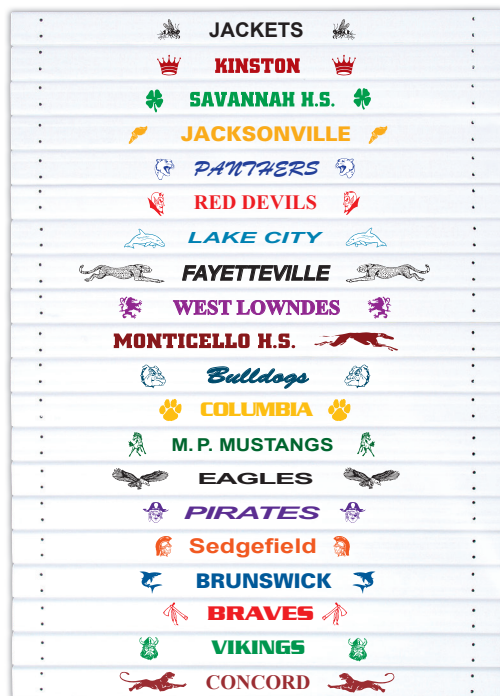 JACKETS
KINSTON
SAVANNAH H.S.
JACKSONVILLE
PANTHERS
RED DEVILS
LAKE CITY
FAYETTEVILLE
WEST LOWNDES
MONTICELLO H.S.
Bulldogs
COLUMBIA
M.P. MUSTANGS
EAGLES
PIRATES
Sedgefield
BRUNSWICK
BRAVES
VIKINGS
CONCORD